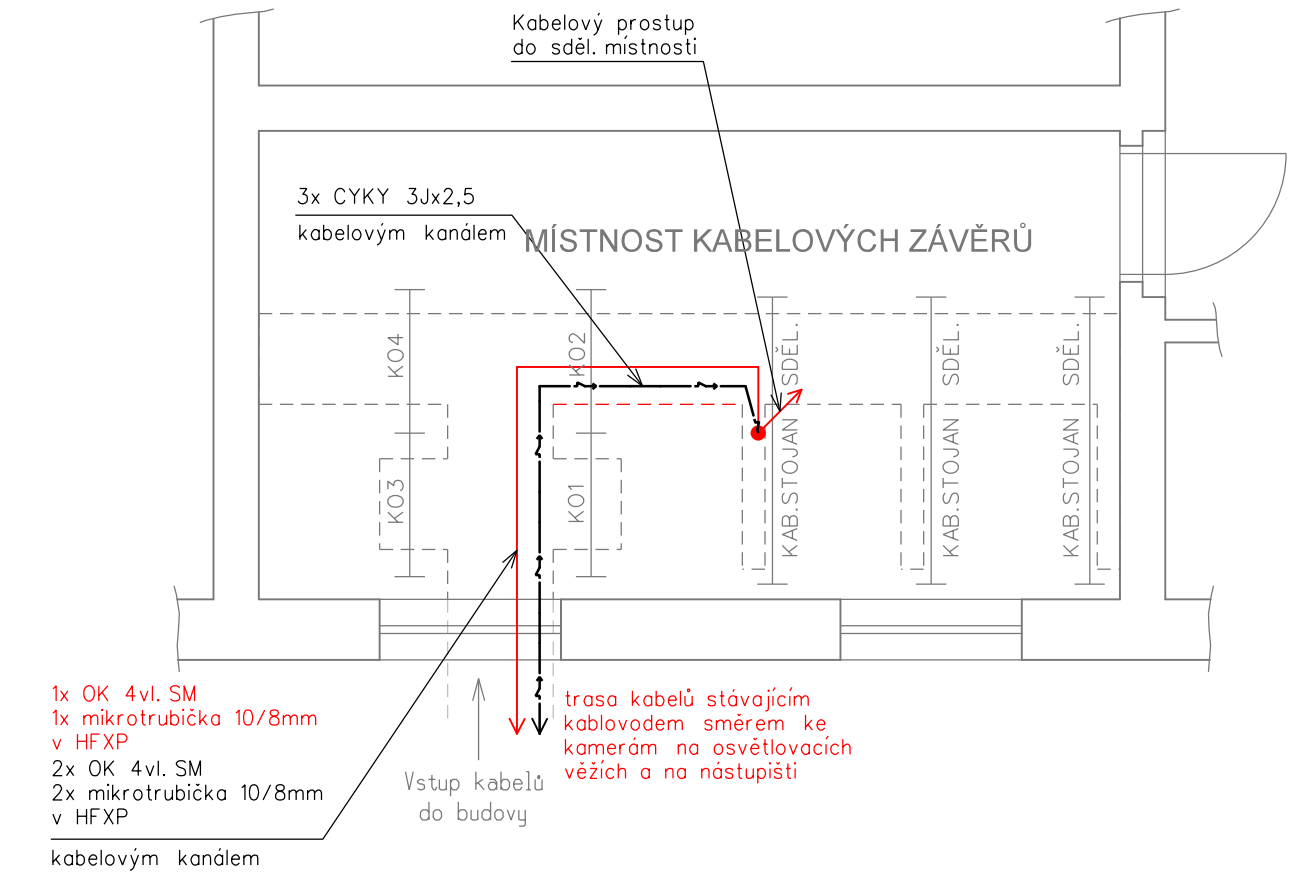 Kabelový prostup
do sděl. místnosti
3x CYKY 3Jx2,5
kabelovým kanálem
MÍSTNOST KABELOVÝCH ZÁVĚRŮ
KO4
KO2
KO3
KO1
KAB.STOJAN SDĚL.
KAB.STOJAN SDĚL.
KAB.STOJAN SDĚL.
1x OK 4vl. SM
1x mikrotrubička 10/8mm
v HFXP
2x OK 4vl. SM
2x mikrotrubička 10/8mm
v HFXP
kabelovým kanálem
Vstup kabelů
do budovy
trasa kabelů stávajícím
kablovodem směrem ke
kamerám na osvětlovacích
věžích a na nástupišti